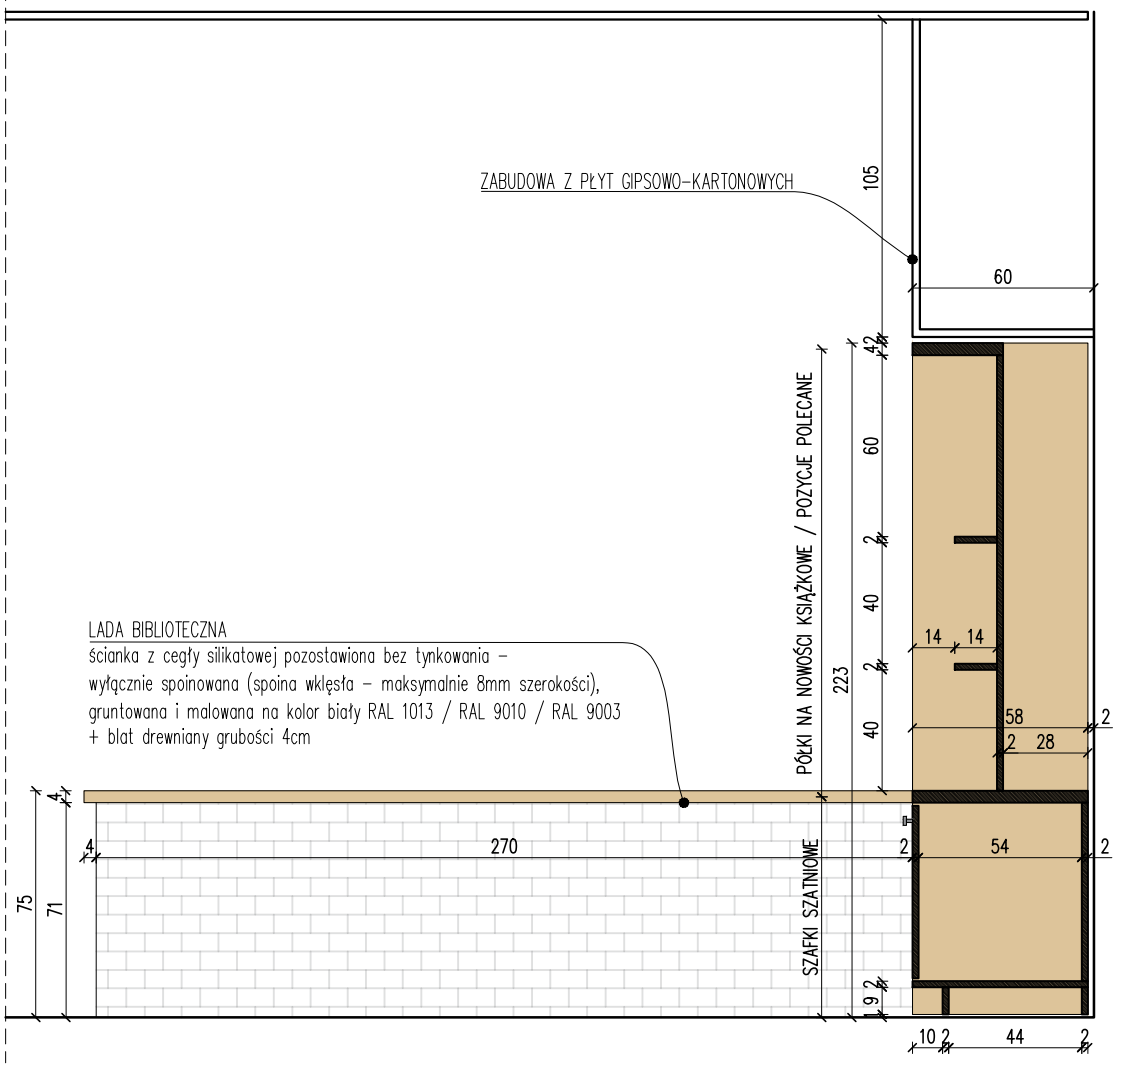 105
ZABUDOWA Z PŁYT GIPSOWO-KARTONOWYCH
60
2
4
PÓŁKI NA NOWOŚCI KSIĄŻKOWE / POZYCJE POLECANE
60
2
40
LADA BIBLIOTECZNA
ścianka z cegły silikatowej pozostawiona bez tynkowania –
wyłącznie spoinowana (spoina wklęsła – maksymalnie 8mm szerokości),
gruntowana i malowana na kolor biały RAL 1013 / RAL 9010 / RAL 9003
+ blat drewniany grubości 4cm
14 14
2
223
58 2
40
2 28
4
4 270 2 54 2
SZAFKI SZATNIOWE
75
71
2
9
1
10 2 44 2